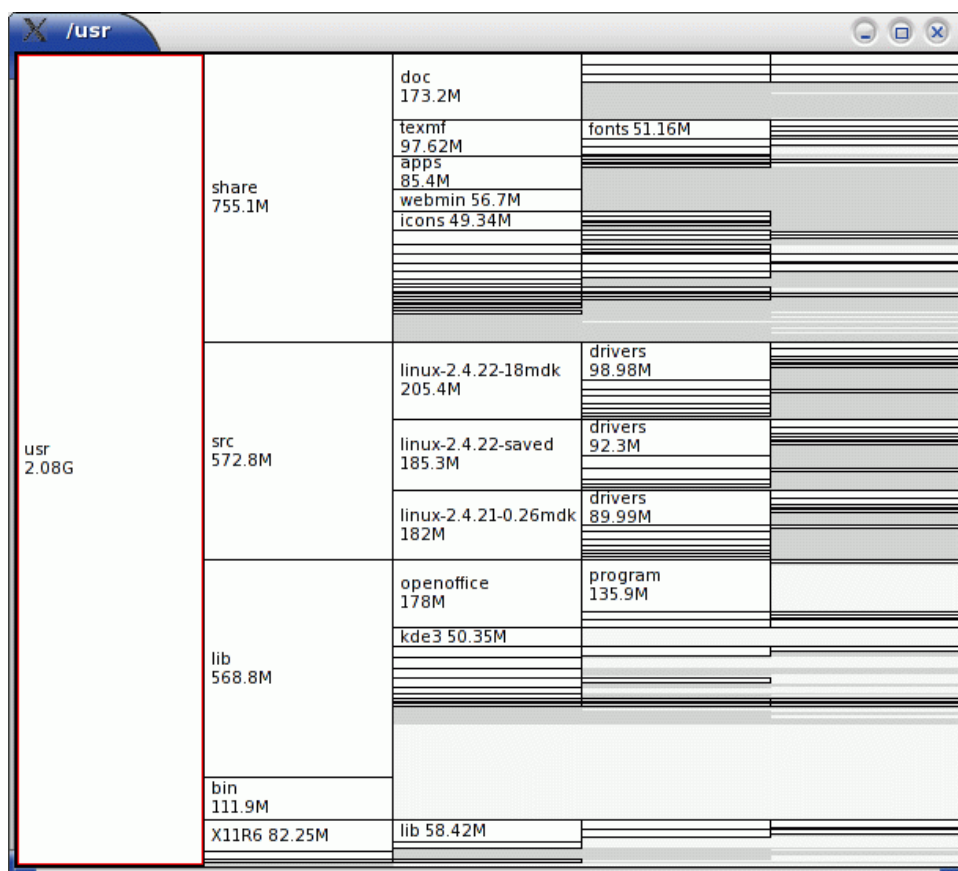 /usr
usr
2.08G
share
755.1M
doc
173.2M
texmf
97.62M
apps
85.4M
webmin 56.7M
icons 49.34M
fonts 51.16M
src
572.8M
linux-2.4.22-18mdk
205.4M
drivers
98.98M
linux-2.4.22-saved
185.3M
drivers
92.3M
linux-2.4.21-0.26mdk
182M
drivers
89.99M
lib
568.8M
openoffice
178M
program
135.9M
kde3 50.35M
bin
111.9M
X11R6 82.25M
lib 58.42M